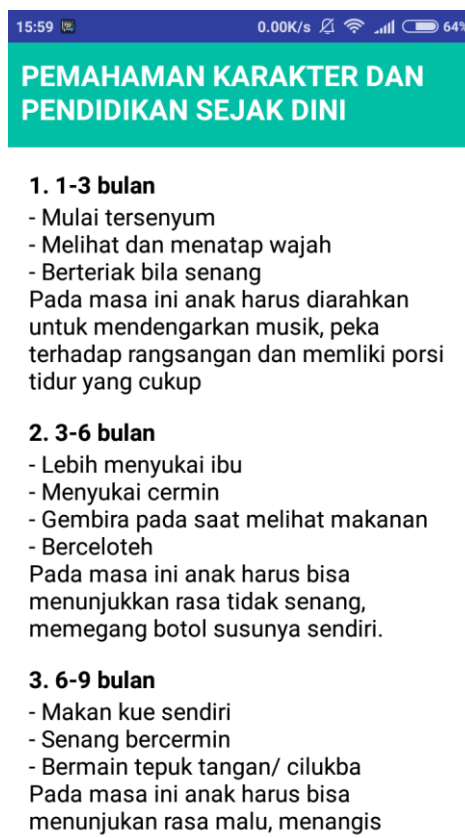 15:59 0.00K/s 64%
PEMAHAMAN KARAKTER DAN
PENDIDIKAN SEJAK DINI
1. 1-3 bulan
- Mulai tersenyum
- Melihat dan menatap wajah
- Berteriak bila senang
Pada masa ini anak harus diarahkan
untuk mendengarkan musik, peka
terhadap rangsangan dan memliki porsi
tidur yang cukup
2. 3-6 bulan
- Lebih menyukai ibu
- Menyukai cermin
- Gembira pada saat melihat makanan
- Berceloteh
Pada masa ini anak harus bisa
menunjukkan rasa tidak senang,
memegang botol susunya sendiri.
3. 6-9 bulan
- Makan kue sendiri
- Senang bercermin
- Bermain tepuk tangan/ cilukba
Pada masa ini anak harus bisa
menunjukan rasa malu, menangis